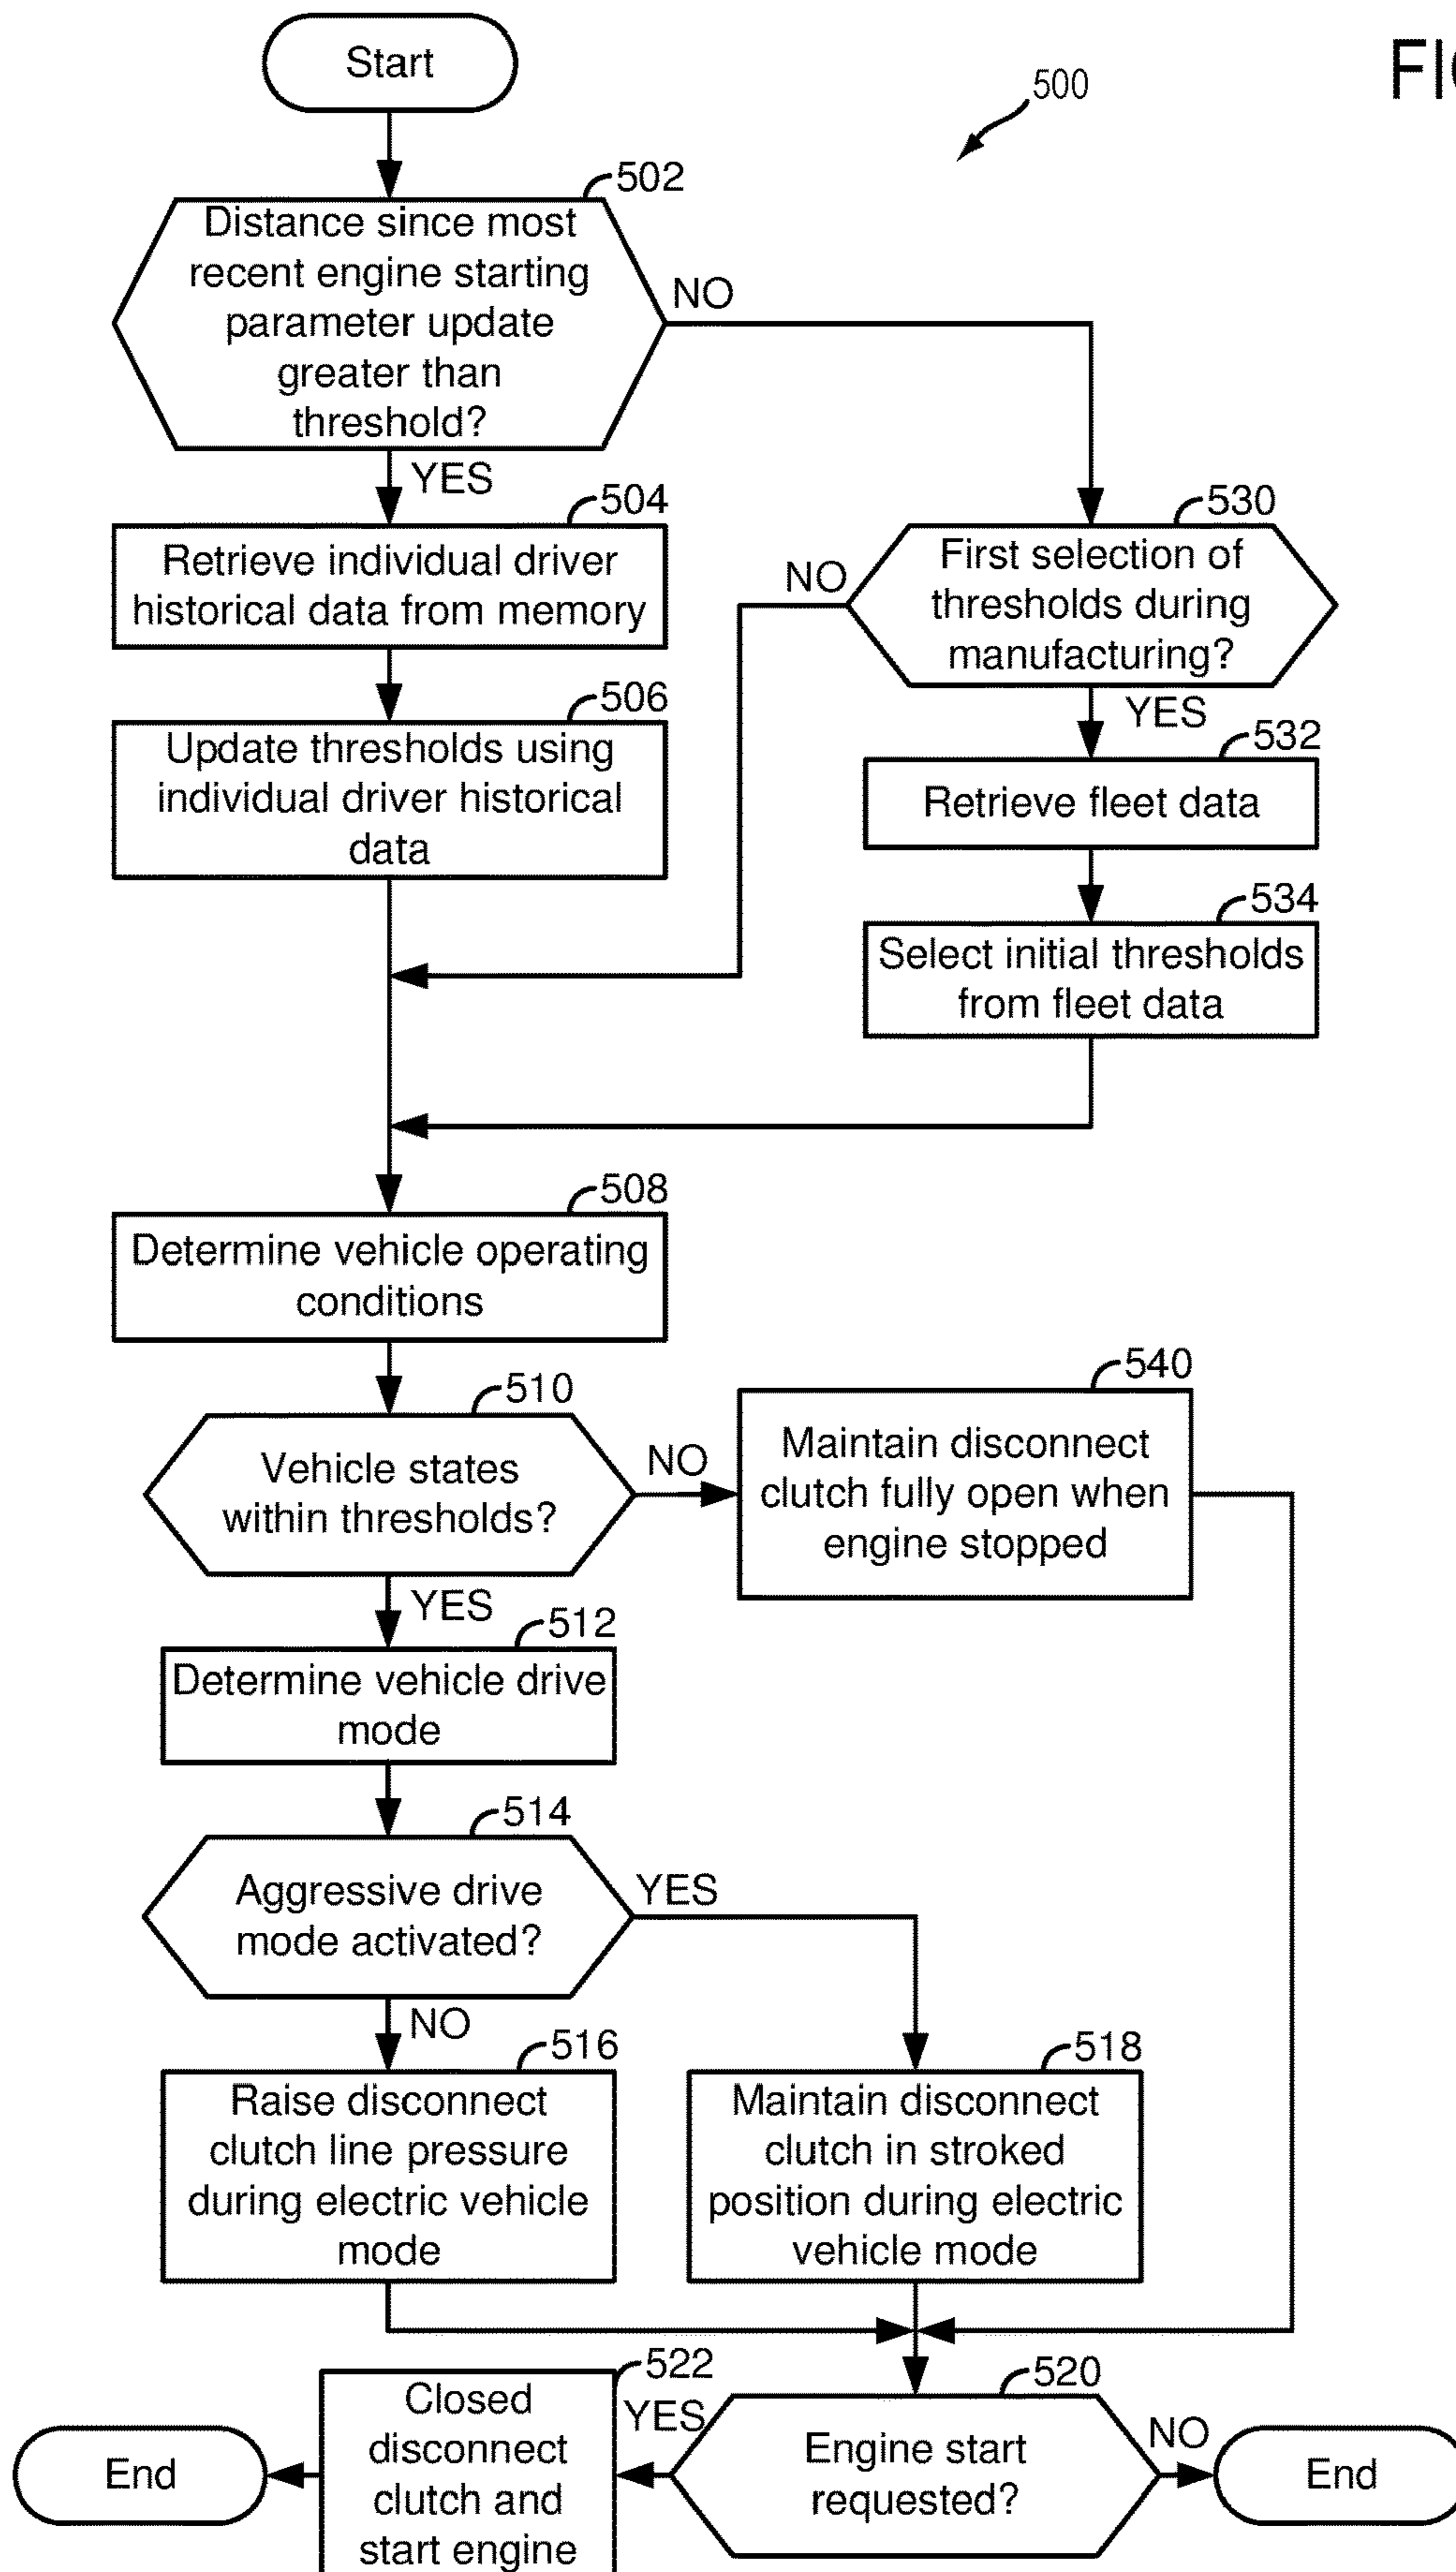 Start
FIG
500
502
Distance since most
recent engine starting
parameter update
greater than
threshold?
NO
YES
504
Retrieve individual driver
historical data from memory
530
First selection of
thresholds during
manufacturing?
NO
YES
506
Update thresholds using
individual driver historical
data
532
Retrieve fleet data
534
Select initial thresholds
from fleet data
508
Determine vehicle operating
conditions
510
Vehicle states
within thresholds?
NO
YES
540
Maintain disconnect
clutch fully open when
engine stopped
512
Determine vehicle drive
mode
514
Aggressive drive
mode activated?
YES
NO
516
Raise disconnect
clutch line pressure
during electric vehicle
mode
518
Maintain disconnect
clutch in stroked
position during electric
vehicle mode
520
Engine start
requested?
YES
NO
522
Closed
disconnect
clutch and
start engine
End
End